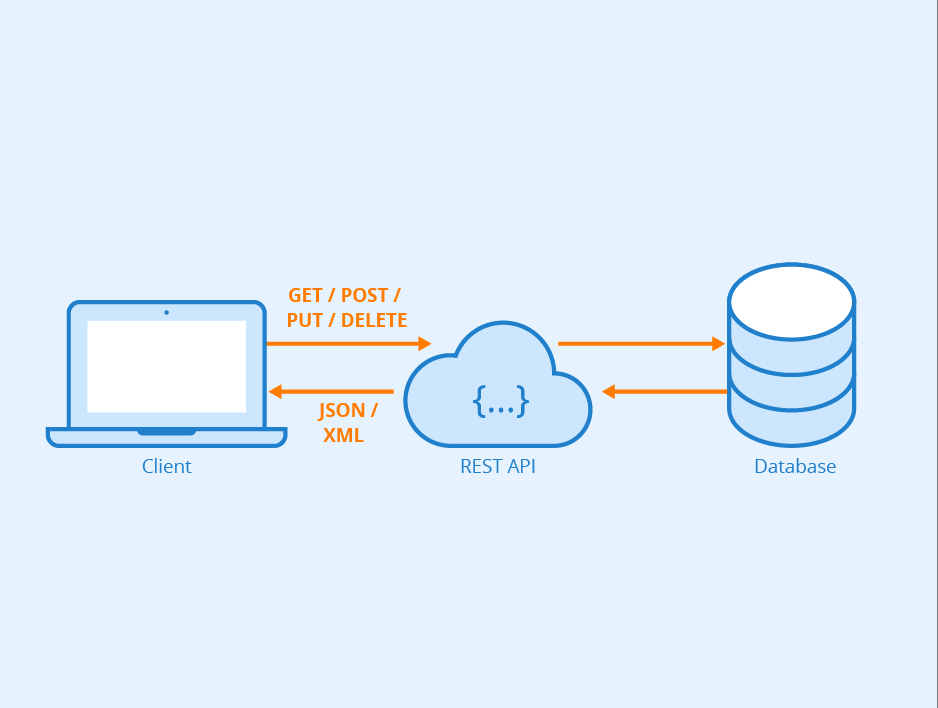 GET / POST /
PUT / DELETE
JSON /
XML
{...}
Client
REST API
Database